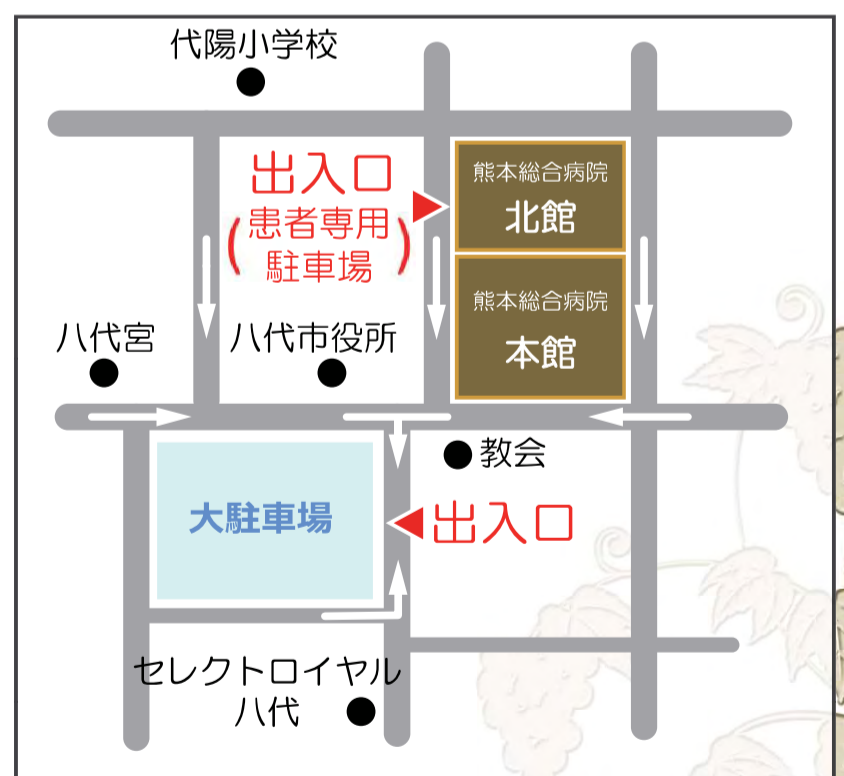 代陽小学校
出入口
(患者専用
駐車場)
熊本総合病院
北館
熊本総合病院
本館
八代宮
八代市役所
教会
大駐車場
出入口
セレクトロイヤル
八代